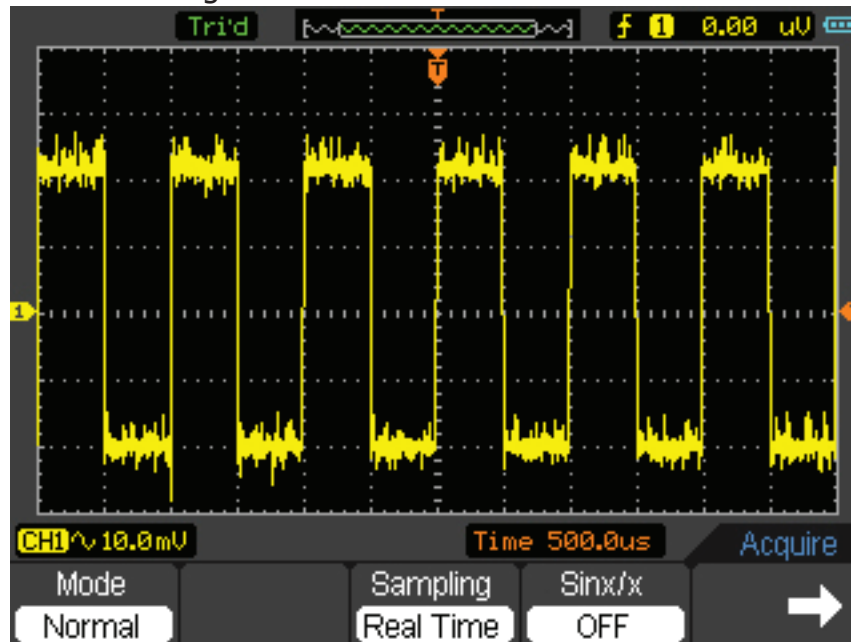 Tri'd T 1 0.00 uV
T
1
CH1 10.0mV Time 500.0us Acquire
Mode Sampling Sinx/x
Normal Real Time OFF